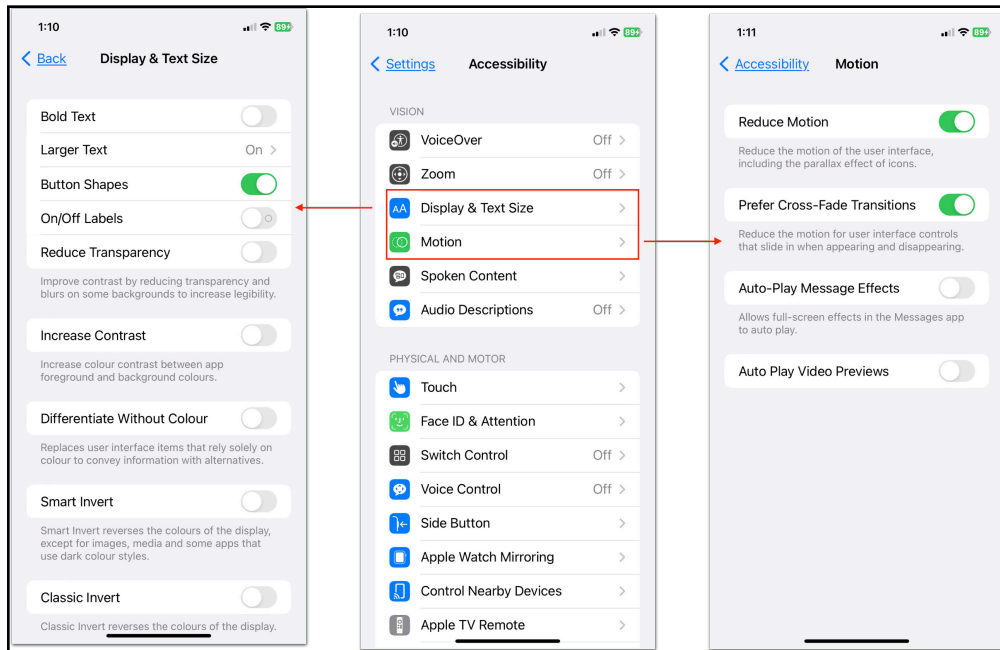 1:10
89
Back
Display & Text Size
Bold Text
Larger Text On
Button Shapes
On/Off Labels
Reduce Transparency
Improve contrast by reducing transparency and
blurs on some backgrounds to increase legibility.
Increase Contrast
Increase colour contrast between app
foreground and background colours.
Differentiate Without Colour
Replaces user interface items that rely solely on
colour to convey information with alternatives.
Smart Invert
Smart Invert reverses the colours of the display,
except for images, media and some apps that
use dark colour styles.
Classic Invert
Classic Invert reverses the colours of the display.
1:10
89
Settings
Accessibility
VISION
VoiceOver Off
Zoom Off
AA Display & Text Size
Motion
Spoken Content
Audio Descriptions Off
PHYSICAL AND MOTOR
Touch
Face ID & Attention
Switch Control Off
Voice Control Off
Side Button
Apple Watch Mirroring
Control Nearby Devices
Apple TV Remote
1:11
89
Accessibility
Motion
Reduce Motion
Reduce the motion of the user interface,
including the parallax effect of icons.
Prefer Cross-Fade Transitions
Reduce the motion for user interface controls
that slide in when appearing and disappearing.
Auto-Play Message Effects
Allows full-screen effects in the Messages app
to auto play.
Auto Play Video Previews